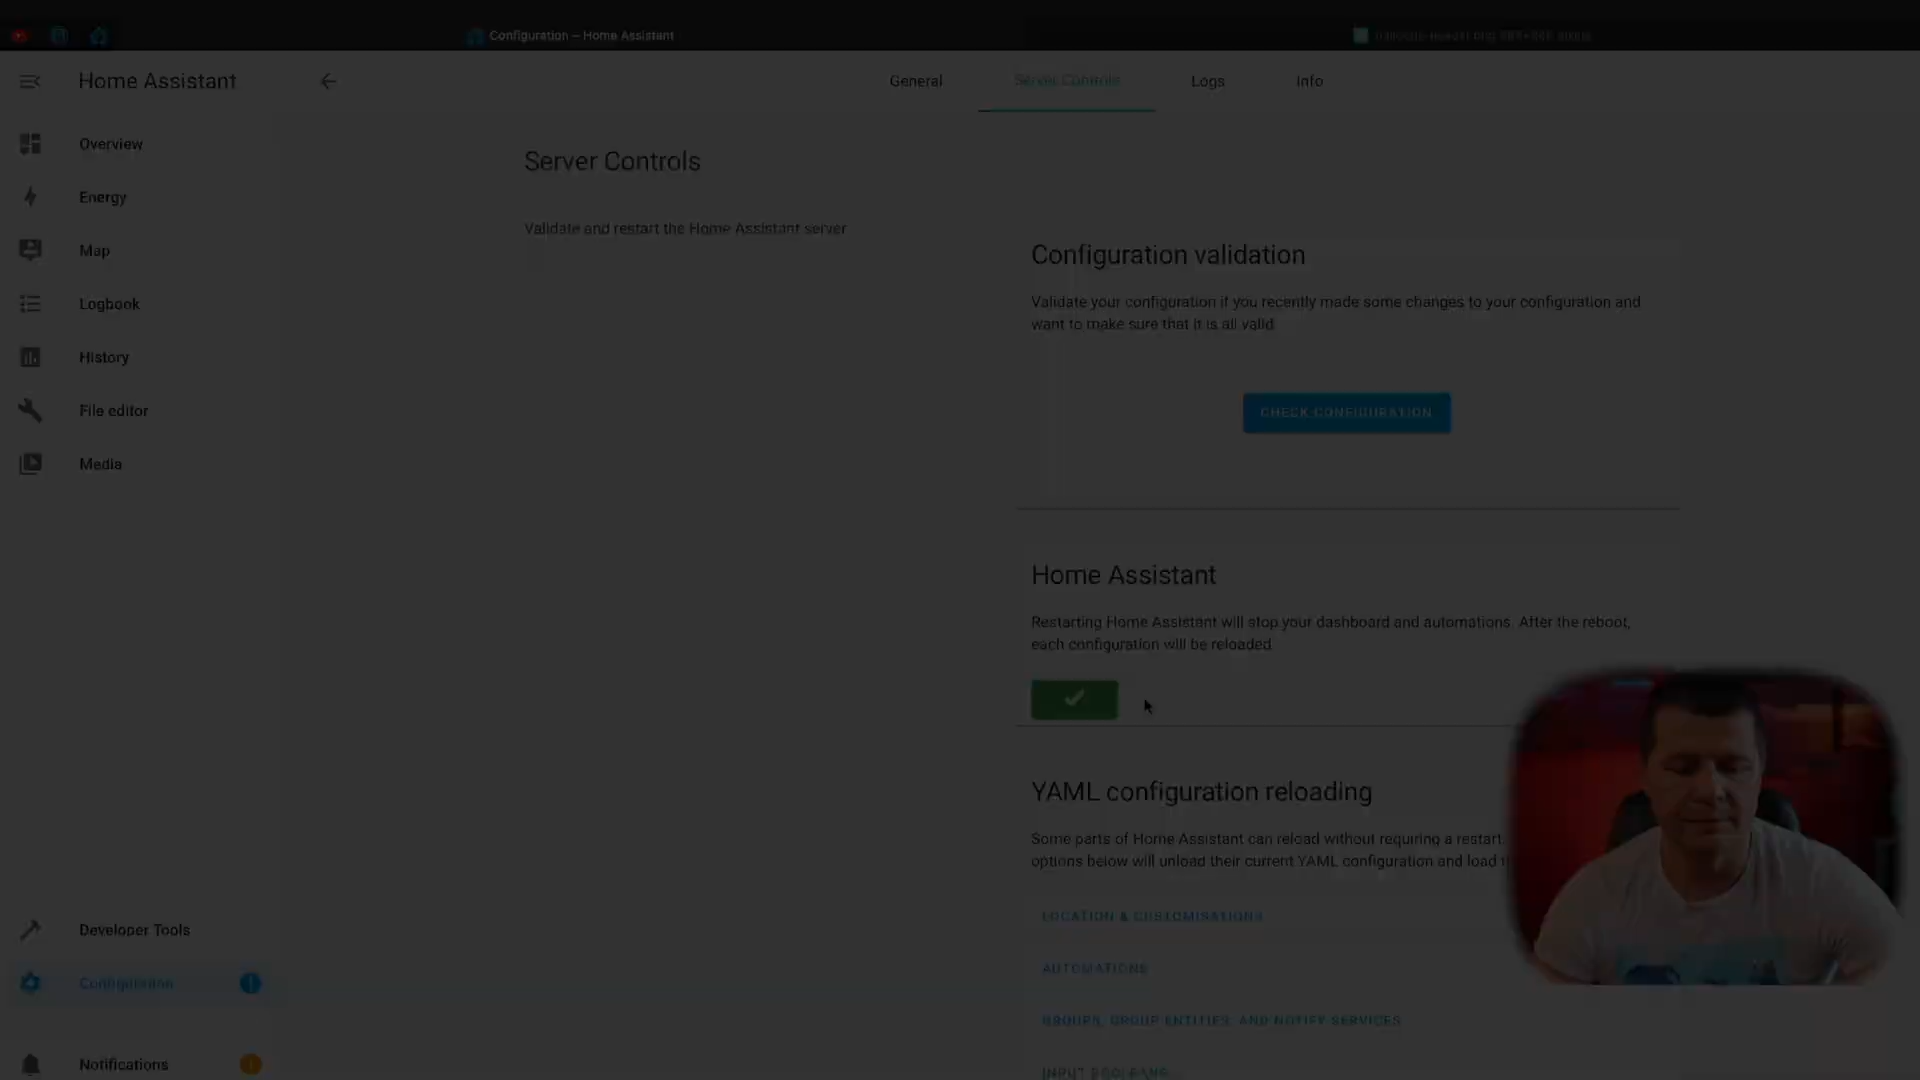 Configuration – Home Assistant
Home Assistant
General
Server Controls
Logs
Info
Overview
Energy
Map
Logbook
History
File editor
Media
Developer Tools
Configuration
Notifications
Server Controls
Validate and restart the Home Assistant server
Configuration validation
Validate your configuration if you recently made some changes to your configuration and
want to make sure that it is all valid
CHECK CONFIGURATION
Home Assistant
Restarting Home Assistant will stop your dashboard and automations. After the reboot,
each configuration will be reloaded.
YAML configuration reloading
Some parts of Home Assistant can reload without requiring a restart.
options below will unload their current YAML configuration and load
LOCATION & CUSTOMISATIONS
AUTOMATIONS
GROUPS, GROUP ENTITIES, AND NOTIFY SERVICES
INPUT BOOLEANS